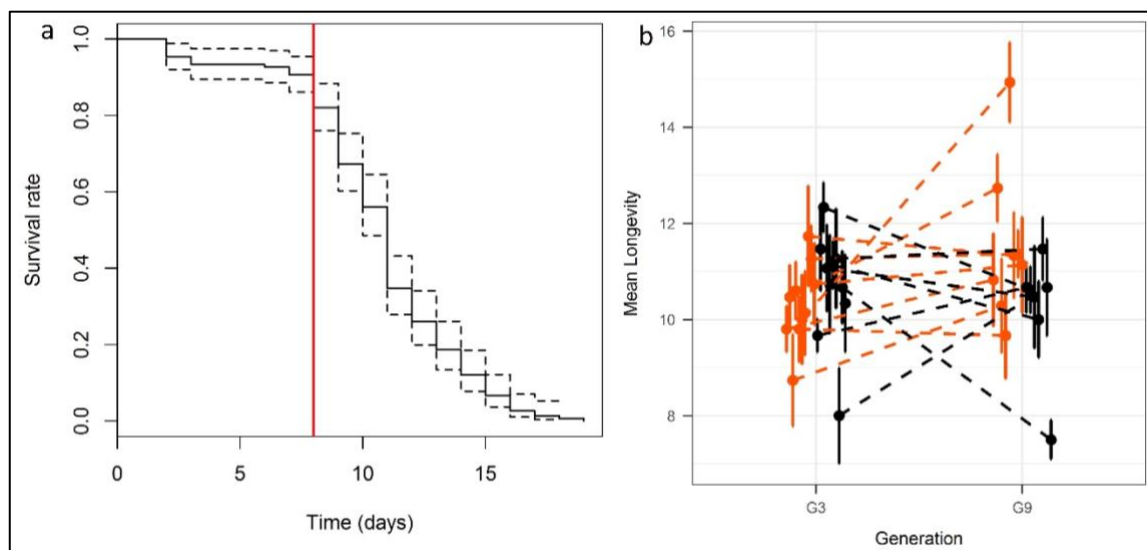 a
1.0
0.8
0.6
0.4
0.2
0.0
Survival rate
0 5 10 15
Time (days)
b
16
14
12
10
8
Mean Longevity
G3 G9
Generation